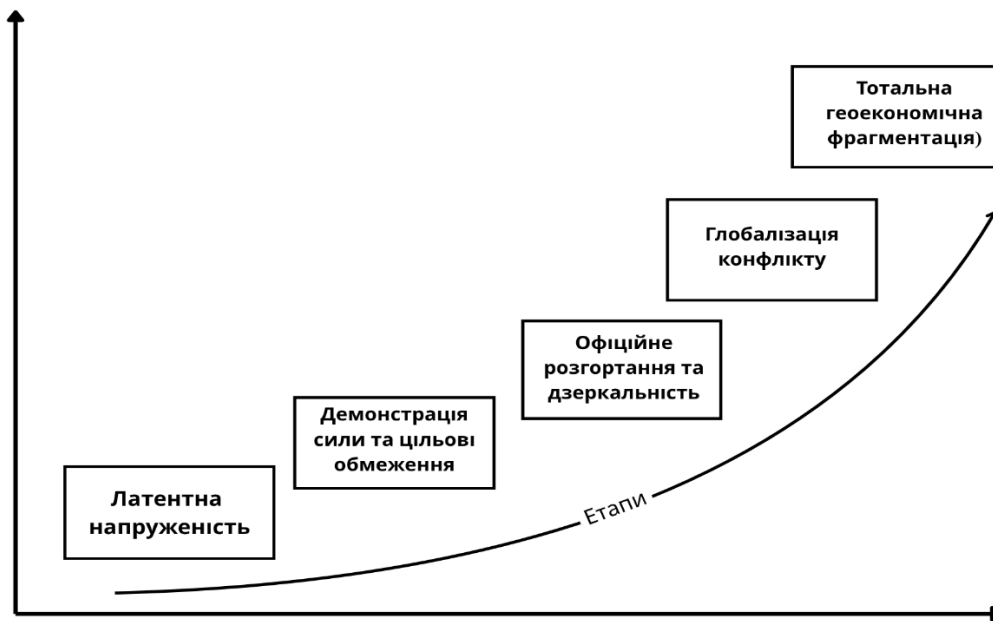 Тотальна
геоекономічна
фрагментація)
Глобалізація
конфлікту
Офіційне
розгортання та
дзеркальність
Демонстрація
сили та цільові
обмеження
Латентна
напруженість
Етапи